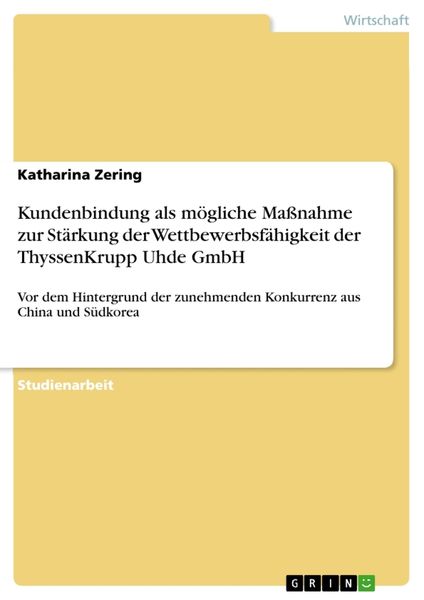 Wirtschaft
Katharina Zering
Kundenbindung als mögliche Maßnahme
zur Stärkung der Wettbewerbsfähigkeit der
ThyssenKrupp Uhde GmbH
Vor dem Hintergrund der zunehmenden Konkurrenz aus
China und Südkorea
Studienarbeit
GRIN